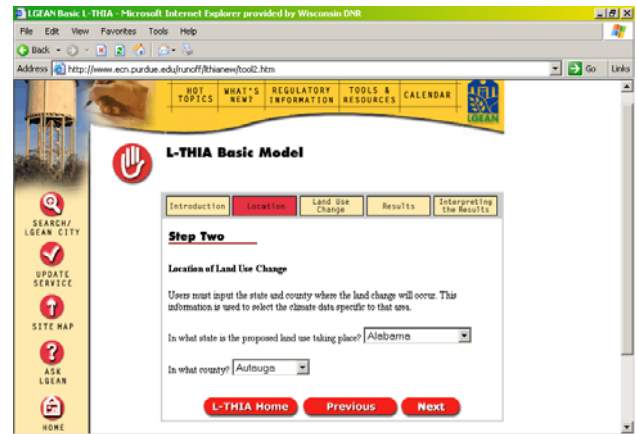 LGEAN Basic L-THIA - Microsoft Internet Explorer provided by Wisconsin DNR
File Edit View Favorites Tools Help
Back
Address http://www.ecn.purdue.edu/runoff/lthianew/tool2.htm Go Links
HOT TOPICS
WHAT'S NEW?
REGULATORY INFORMATION
TOOLS & RESOURCES
CALENDAR
LGEAN
L-THIA Basic Model
Introduction
Location
Land Use Change
Results
Interpreting the Results
SEARCH/
LGEAN CITY
UPDATE
SERVICE
SITE MAP
ASK
LGEAN
HOME
Step Two
Location of Land Use Change
Users must input the state and county where the land change will occur. This
information is used to select the climate data specific to that area.
In what state is the proposed land use taking place? Alabama
In what county? Autauga
L-THIA Home Previous Next